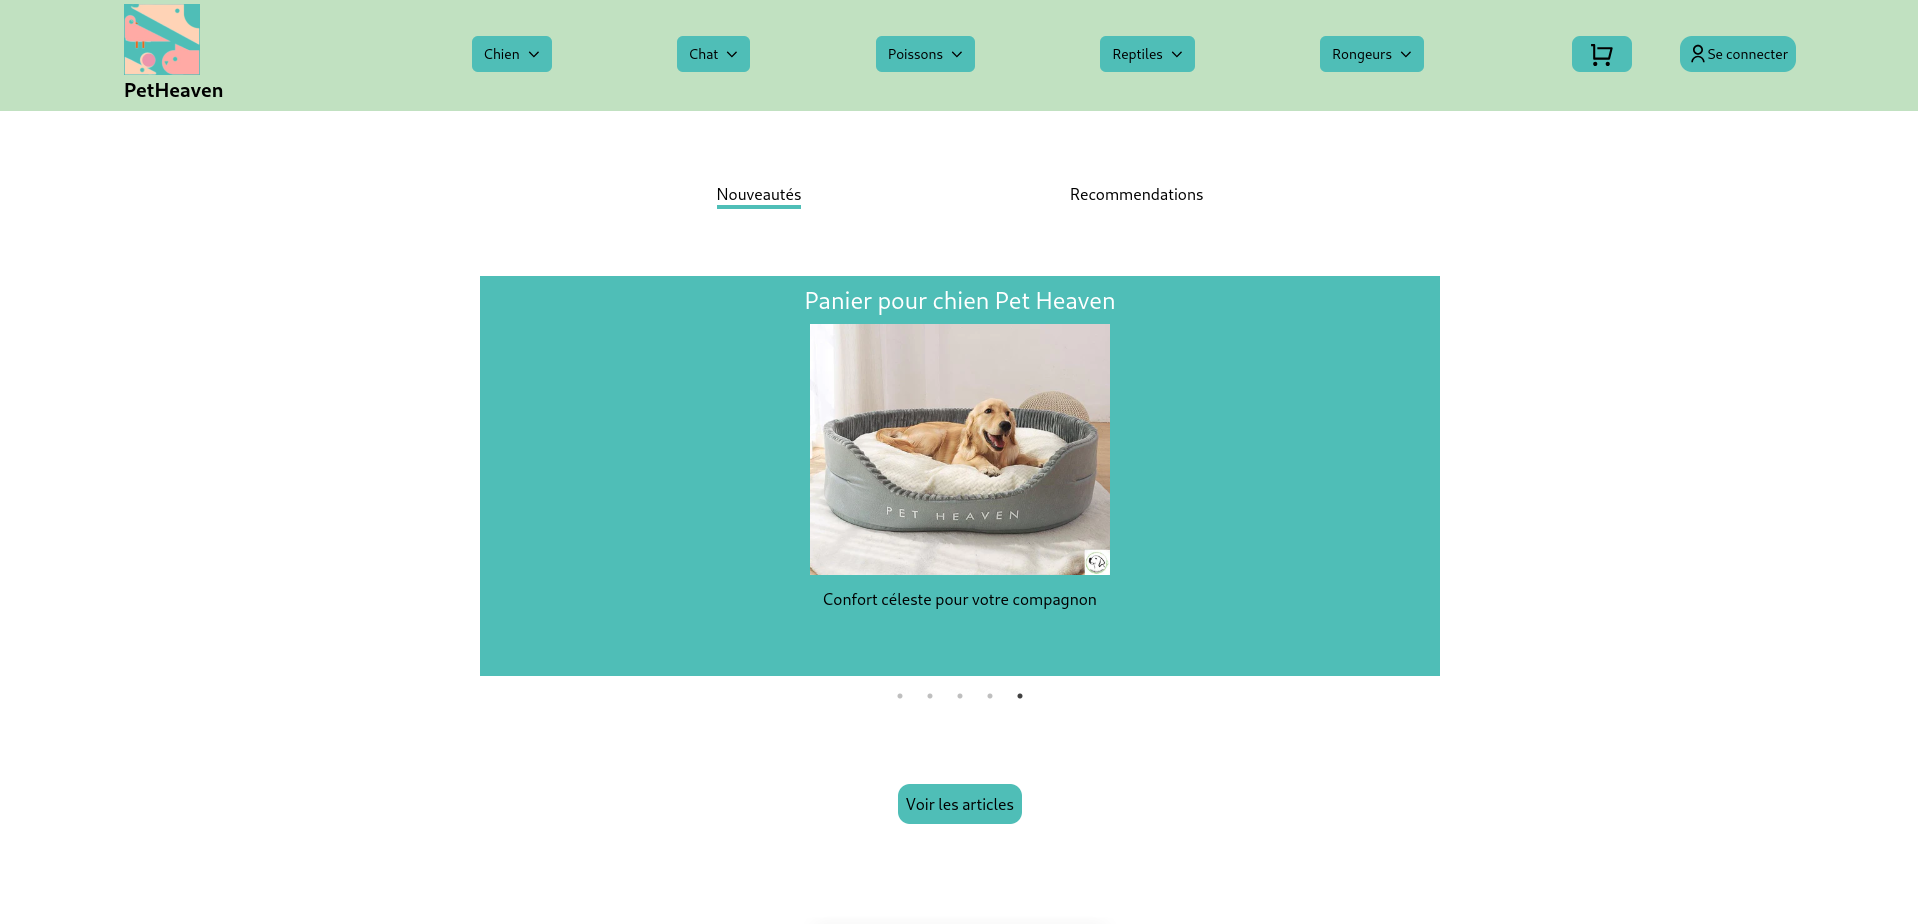 PetHeaven
Chien
Chat
Poissons
Reptiles
Rongeurs
Se connecter
Nouveautés
Recommendations
Panier pour chien Pet Heaven
PET HEAVEN
Confort céleste pour votre compagnon
Voir les articles